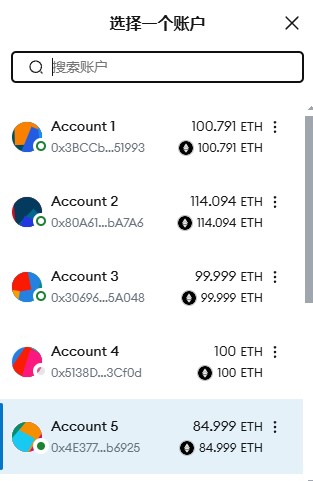 选择一个账户
搜索账户
Account 1 100.791 ETH
0x3BCCb...51993 100.791 ETH
Account 2 114.094 ETH
0x80A61...bA7A6 114.094 ETH
Account 3 99.999 ETH
0x30696...5A048 99.999 ETH
Account 4 100 ETH
0x5138D...3Cf0d 100 ETH
Account 5 84.999 ETH
0x4E377...b6925 84.999 ETH